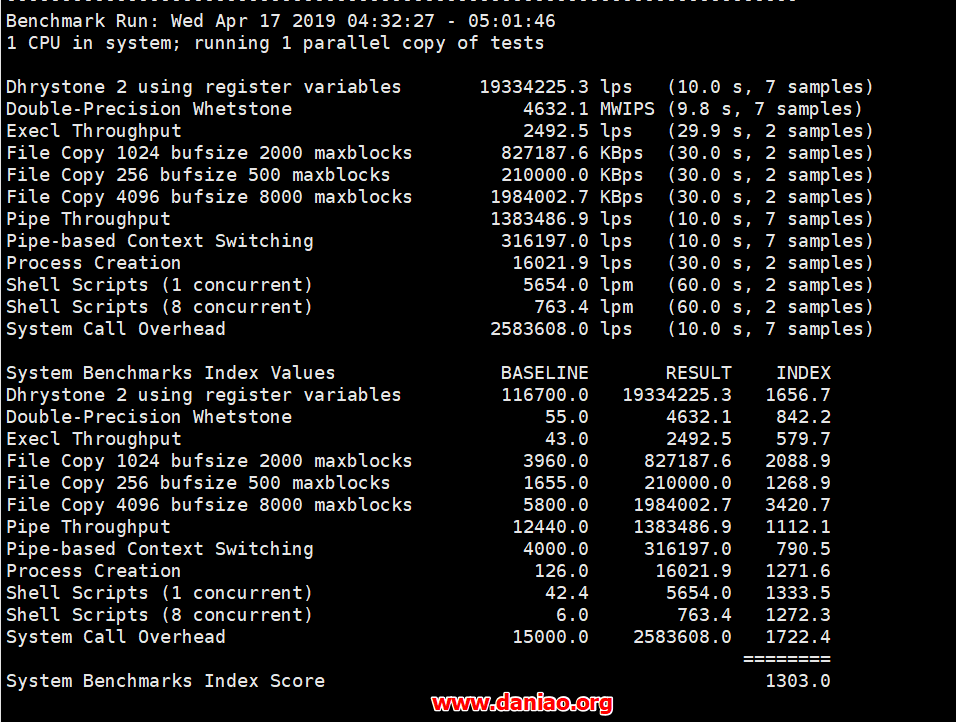 Benchmark Run: Wed Apr 17 2019 04:32:27 - 05:01:46
1 CPU in system; running 1 parallel copy of tests
Dhrystone 2 using register variables 19334225.3 lps (10.0 s, 7 samples)
Double-Precision Whetstone 4632.1 MWIPS (9.8 s, 7 samples)
Execl Throughput 2492.5 lps (29.9 s, 2 samples)
File Copy 1024 bufsize 2000 maxblocks 827187.6 KBps (30.0 s, 2 samples)
File Copy 256 bufsize 500 maxblocks 210000.0 KBps (30.0 s, 2 samples)
File Copy 4096 bufsize 8000 maxblocks 1984002.7 KBps (30.0 s, 2 samples)
Pipe Throughput 1383486.9 lps (10.0 s, 7 samples)
Pipe-based Context Switching 316197.0 lps (10.0 s, 7 samples)
Process Creation 16021.9 lps (30.0 s, 2 samples)
Shell Scripts (1 concurrent) 5654.0 lpm (60.0 s, 2 samples)
Shell Scripts (8 concurrent) 763.4 lpm (60.0 s, 2 samples)
System Call Overhead 2583608.0 lps (10.0 s, 7 samples)
System Benchmarks Index Values BASELINE RESULT INDEX
Dhrystone 2 using register variables 116700.0 19334225.3 1656.7
Double-Precision Whetstone 55.0 4632.1 842.2
Execl Throughput 43.0 2492.5 579.7
File Copy 1024 bufsize 2000 maxblocks 3960.0 827187.6 2088.9
File Copy 256 bufsize 500 maxblocks 1655.0 210000.0 1268.9
File Copy 4096 bufsize 8000 maxblocks 5800.0 1984002.7 3420.7
Pipe Throughput 12440.0 1383486.9 1112.1
Pipe-based Context Switching 4000.0 316197.0 790.5
Process Creation 126.0 16021.9 1271.6
Shell Scripts (1 concurrent) 42.4 5654.0 1333.5
Shell Scripts (8 concurrent) 6.0 763.4 1272.3
System Call Overhead 15000.0 2583608.0 1722.4
========
System Benchmarks Index Score 1303.0
www.daniao.org